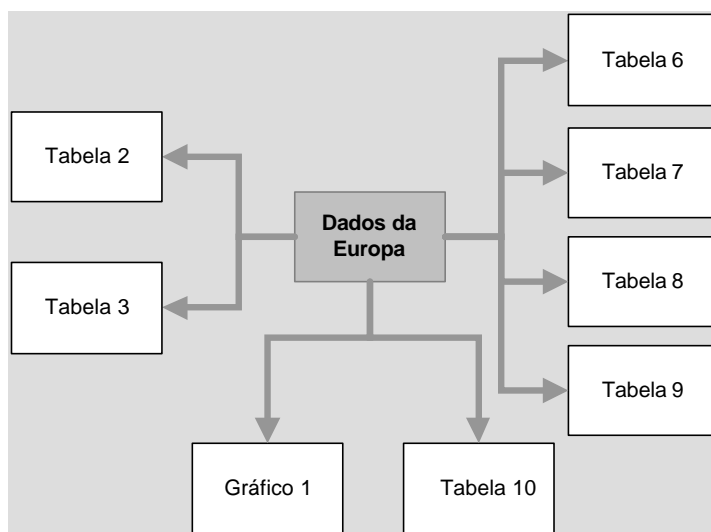 Tabela 6
Tabela 2
Tabela 7
Dados da
Europa
Tabela 3
Tabela 8
Tabela 9
Gráfico 1
Tabela 10